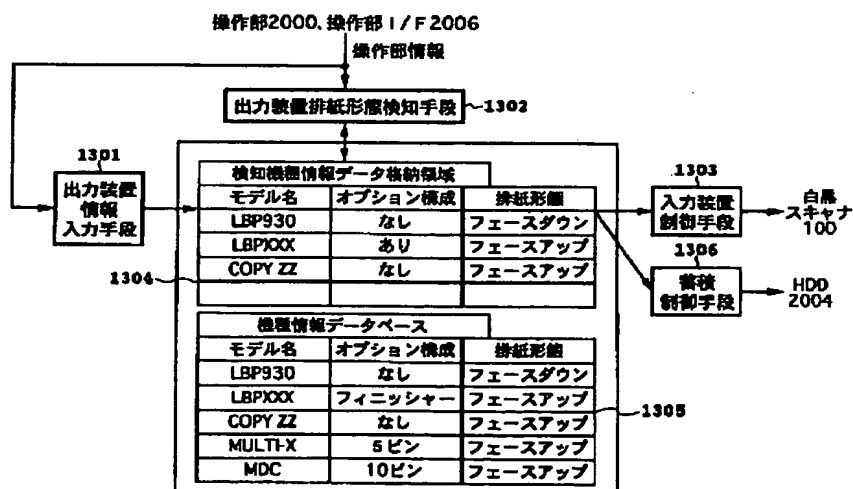 操作部2000、操作部 I/F 2006
操作部情報
出力装置排紙形態検知手段
1302
1301
出力装置
情報
入力手段
検知機種情報データ格納領域
モデル名 オプション構成 排紙形態
LBP930 なし フェースダウン
LBPXXX あり フェースアップ
COPY ZZ なし フェースアップ
1304
1303
入力装置
制御手段
白黒
スキャナ
100
1306
蓄積
制御手段
HDD
2004
機種情報データベース
モデル名 オプション構成 排紙形態
LBP930 なし フェースダウン
LBPXXX フィニッシャー フェースアップ
COPY ZZ なし フェースアップ
MULTI-X 5ビン フェースアップ
MDC 10ビン フェースアップ
1305